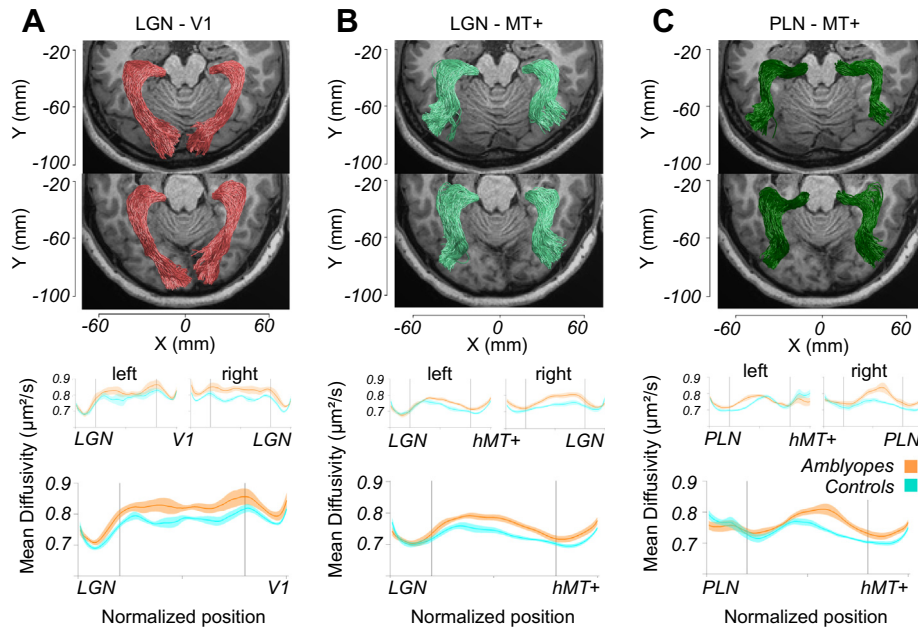 A
LGN - V1
B
LGN - MT+
C
PLN - MT+
-20
-60
-100
Y (mm)
-20
-60
-100
Y (mm)
-20
-60
-100
Y (mm)
-20
-60
-100
Y (mm)
-20
-60
-100
Y (mm)
-20
-60
-100
Y (mm)
-60 0 60
X (mm)
-60 0 60
X (mm)
-60 0 60
X (mm)
left right
0.9
0.8
0.7
LGN V1 LGN
left right
0.9
0.8
0.7
LGN hMT+ LGN
left right
0.9
0.8
0.7
PLN hMT+ PLN
Amblyopes
Controls
Mean Diffusivity (µm²/s)
0.9
0.8
0.7
LGN V1
Normalized position
Mean Diffusivity (µm²/s)
0.9
0.8
0.7
LGN hMT+
Normalized position
Mean Diffusivity (µm²/s)
0.9
0.8
0.7
PLN hMT+
Normalized position